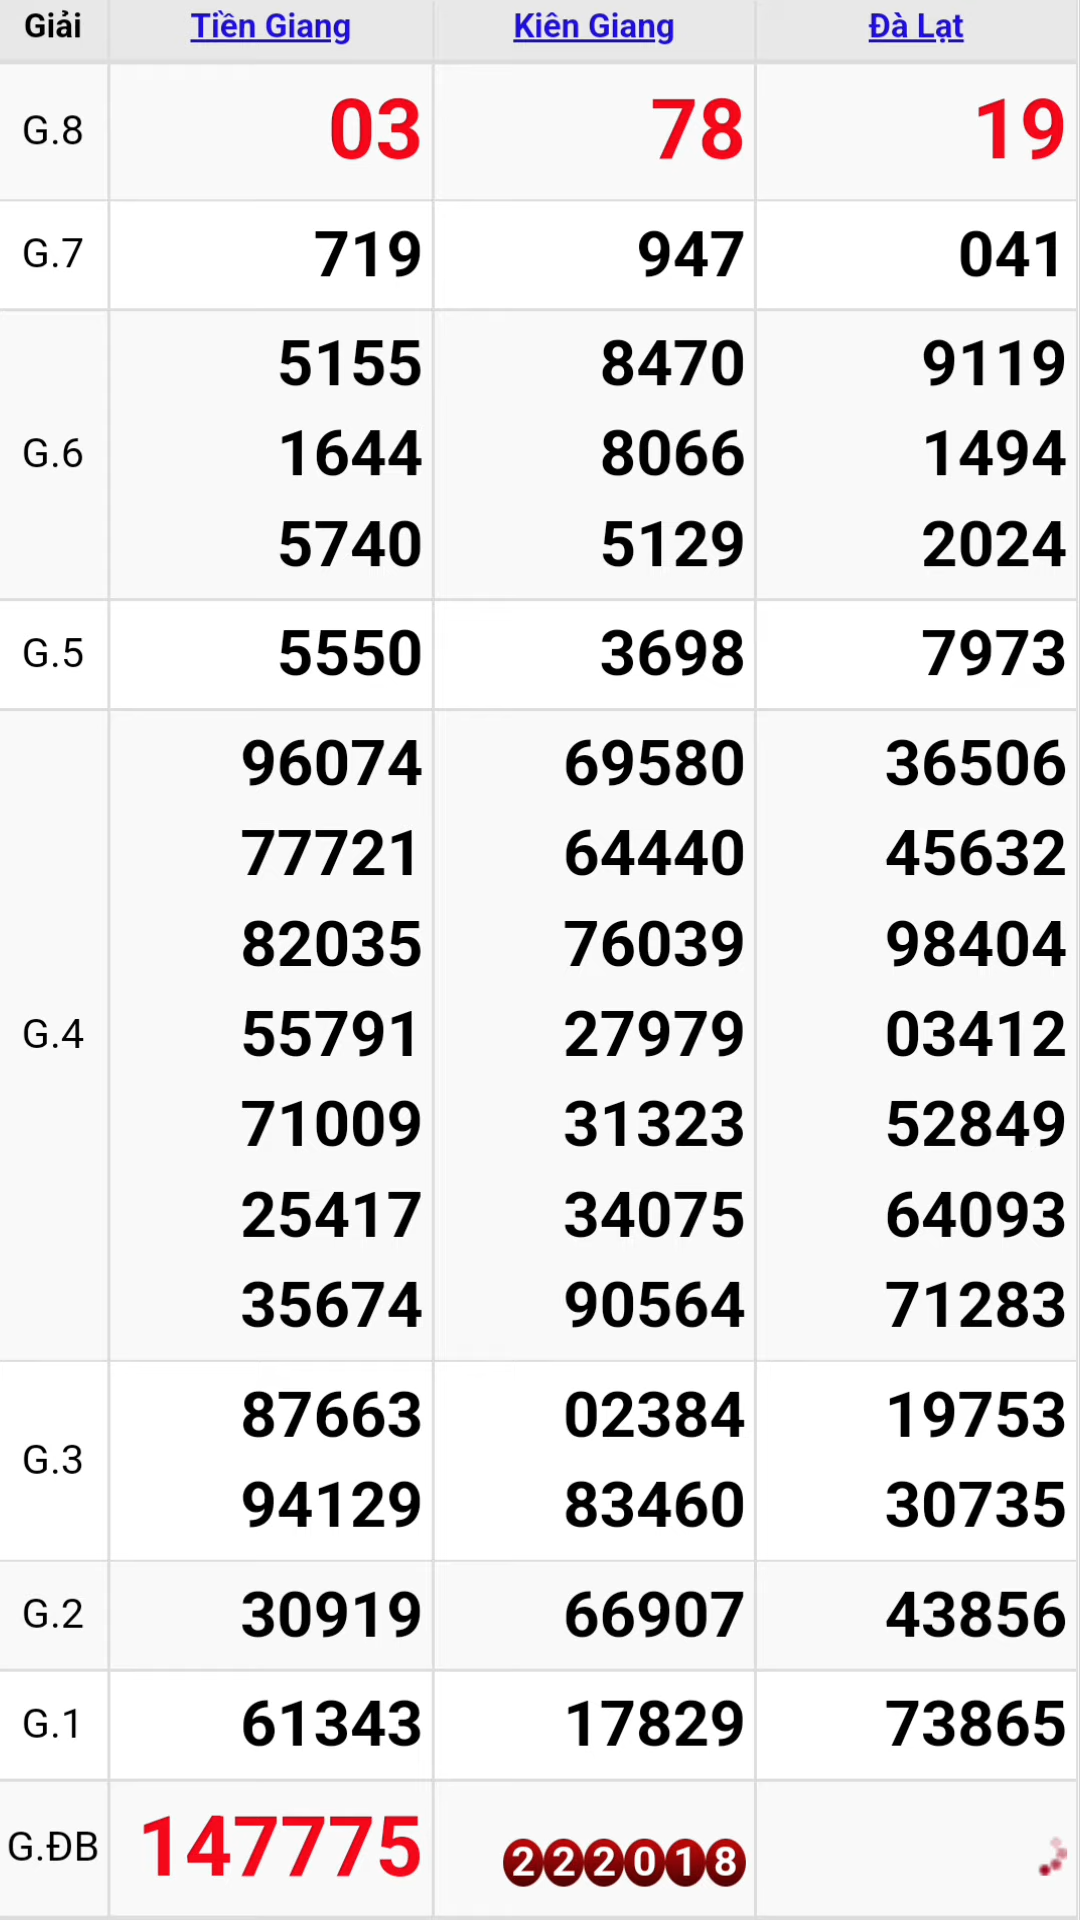 Giải Tiền Giang Kiên Giang Đà Lạt
G.8 03 78 19
G.7 719 947 041
5155 8470 9119
G.6 1644 8066 1494
5740 5129 2024
G.5 5550 3698 7973
96074 69580 36506
77721 64440 45632
82035 76039 98404
G.4 55791 27979 03412
71009 31323 52849
25417 34075 64093
35674 90564 71283
87663 02384 19753
G.3
94129 83460 30735
G.2 30919 66907 43856
G.1 61343 17829 73865
G.ĐB 147775 222018